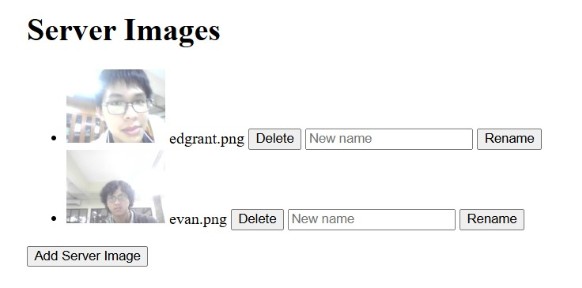 Server Images
edgrant.png Delete New name Rename
evan.png Delete New name Rename
Add Server Image